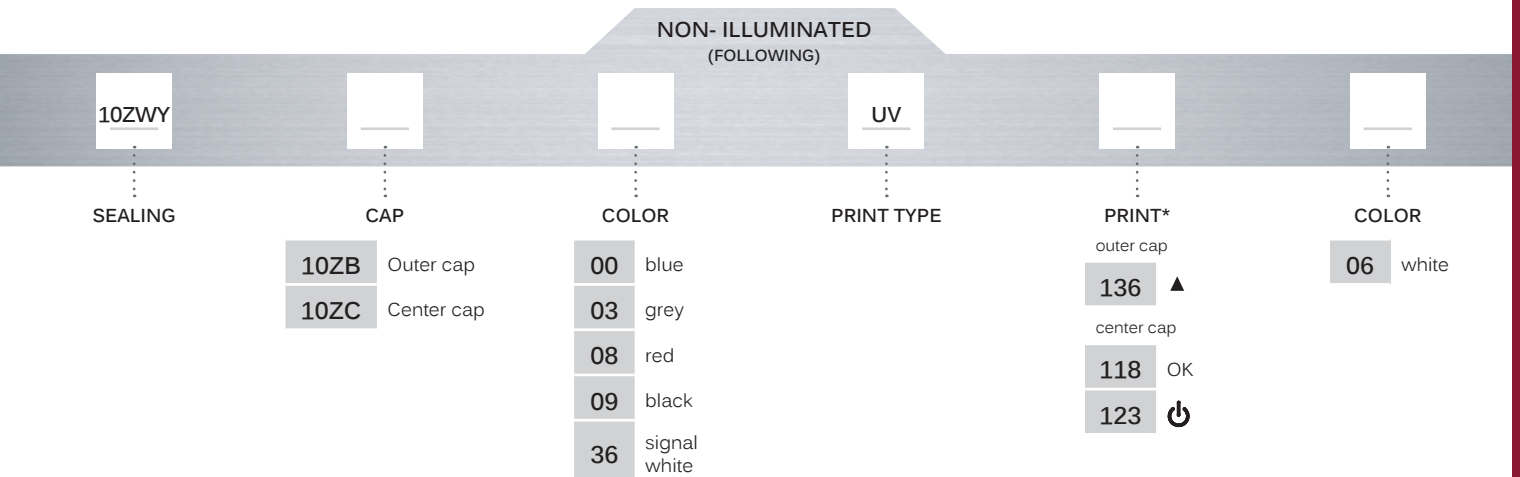 NON- ILLUMINATED
(FOLLOWING)
10ZWY
UV
SEALING
CAP
COLOR
PRINT TYPE
PRINT*
COLOR
10ZB Outer cap
10ZC Center cap
00 blue
03 grey
08 red
09 black
36 signal
white
outer cap
136 ▲
center cap
118 OK
123
06 white